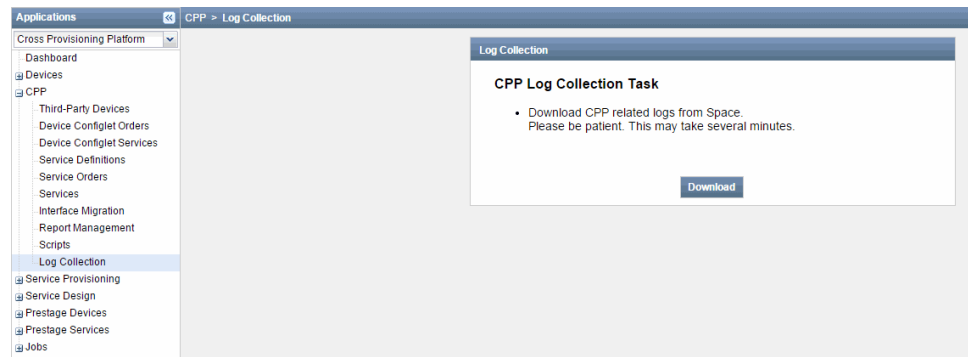 Applications
CPP > Log Collection
Cross Provisioning Platform
Dashboard
Devices
CPP
Third-Party Devices
Device Configlet Orders
Device Configlet Services
Service Definitions
Service Orders
Services
Interface Migration
Report Management
Scripts
Log Collection
Service Provisioning
Service Design
Prestage Devices
Prestage Services
Jobs
Log Collection
CPP Log Collection Task
• Download CPP related logs from Space.
Please be patient. This may take several minutes.
Download